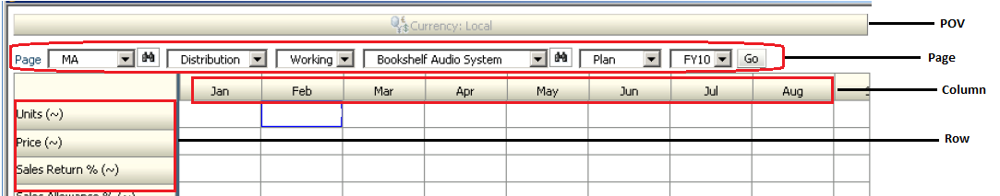 Currency: Local POV
Page MA Distribution Working Bookshelf Audio System Plan FY10 Go Page
Jan Feb Mar Apr May Jun Jul Aug Column
Units (~)
Price (~) Row
Sales Return % (~)
Sales Allowance % (~)